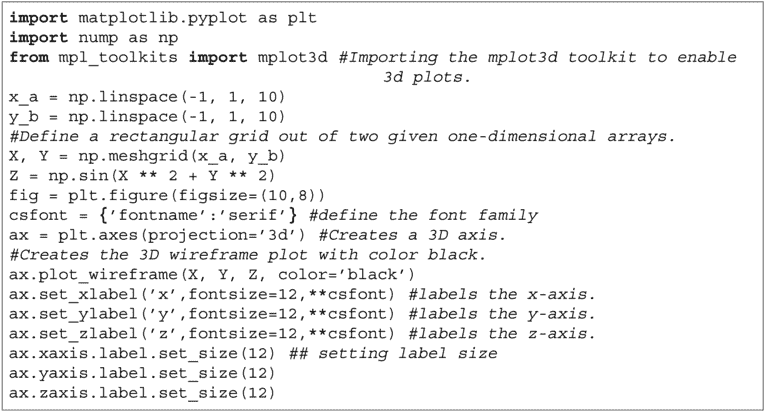 import matplotlib.pyplot as plt
import nump as np
from mpl_toolkits import mplot3d #Importing the mplot3d toolkit to enable
3d plots.
x_a = np.linspace(-1, 1, 10)
y_b = np.linspace(-1, 1, 10)
#Define a rectangular grid out of two given one-dimensional arrays.
X, Y = np.meshgrid(x_a, y_b)
Z = np.sin(X ** 2 + Y ** 2)
fig = plt.figure(figsize=(10,8))
csfont = {’fontname’:’serif’} #define the font family
ax = plt.axes(projection=’3d’) #Creates a 3D axis.
#Creates the 3D wireframe plot with color black.
ax.plot_wireframe(X, Y, Z, color=’black’)
ax.set_xlabel(’x’,fontsize=12,**csfont) #labels the x-axis.
ax.set_ylabel(’y’,fontsize=12,**csfont) #labels the y-axis.
ax.set_zlabel(’z’,fontsize=12,**csfont) #labels the z-axis.
ax.xaxis.label.set_size(12) ## setting label size
ax.yaxis.label.set_size(12)
ax.zaxis.label.set_size(12)